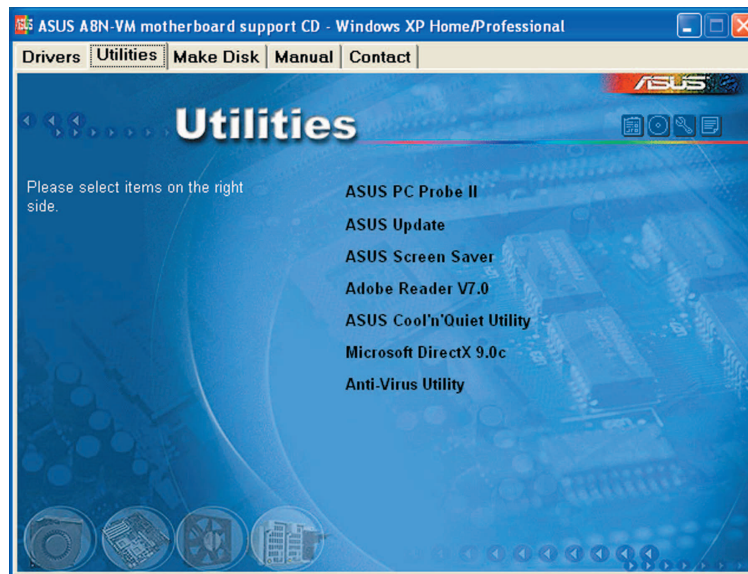 ASUS A8N-VM motherboard support CD - Windows XP Home/Professional
Drivers Utilities Make Disk Manual Contact
ASUS
Utilities
Please select items on the right
side.
ASUS PC Probe II
ASUS Update
ASUS Screen Saver
Adobe Reader V7.0
ASUS Cool'n'Quiet Utility
Microsoft DirectX 9.0c
Anti-Virus Utility